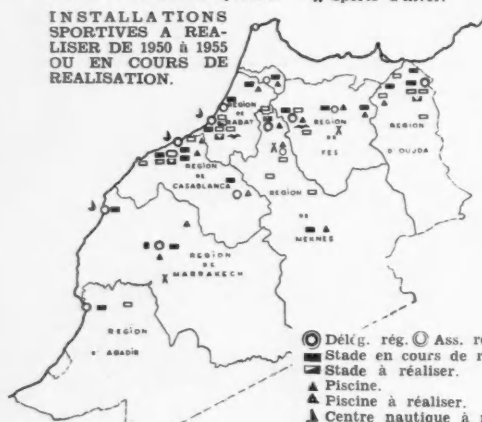 Sports d'hiver.
INSTALLATIONS
SPORTIVES A REA-
LISER DE 1950 à 1955
OU EN COURS DE
REALISATION.
REGION
DE
RABAT
REGION
DE
FES
REGION
D'OUJDA
REGION
DE
CASABLANCA
REGION
DE
MEKNES
REGION
DE
MARRAKECH
REGION
D'AGADIR
Délég. rég. Ass. r
Stade en cours de r
Stade à réaliser.
Piscine.
Piscine à réaliser.
Centre nautique à r